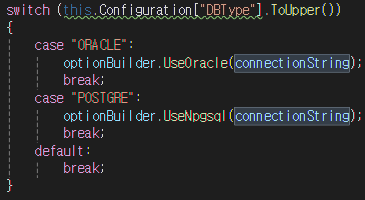 switch (this.Configuration["DBType"].ToUpper())
{
    case "ORACLE":
        optionBuilder.UseOracle(connectionString);
        break;
    case "POSTGRE":
        optionBuilder.UseNpgsql(connectionString);
        break;
    default:
        break;
}